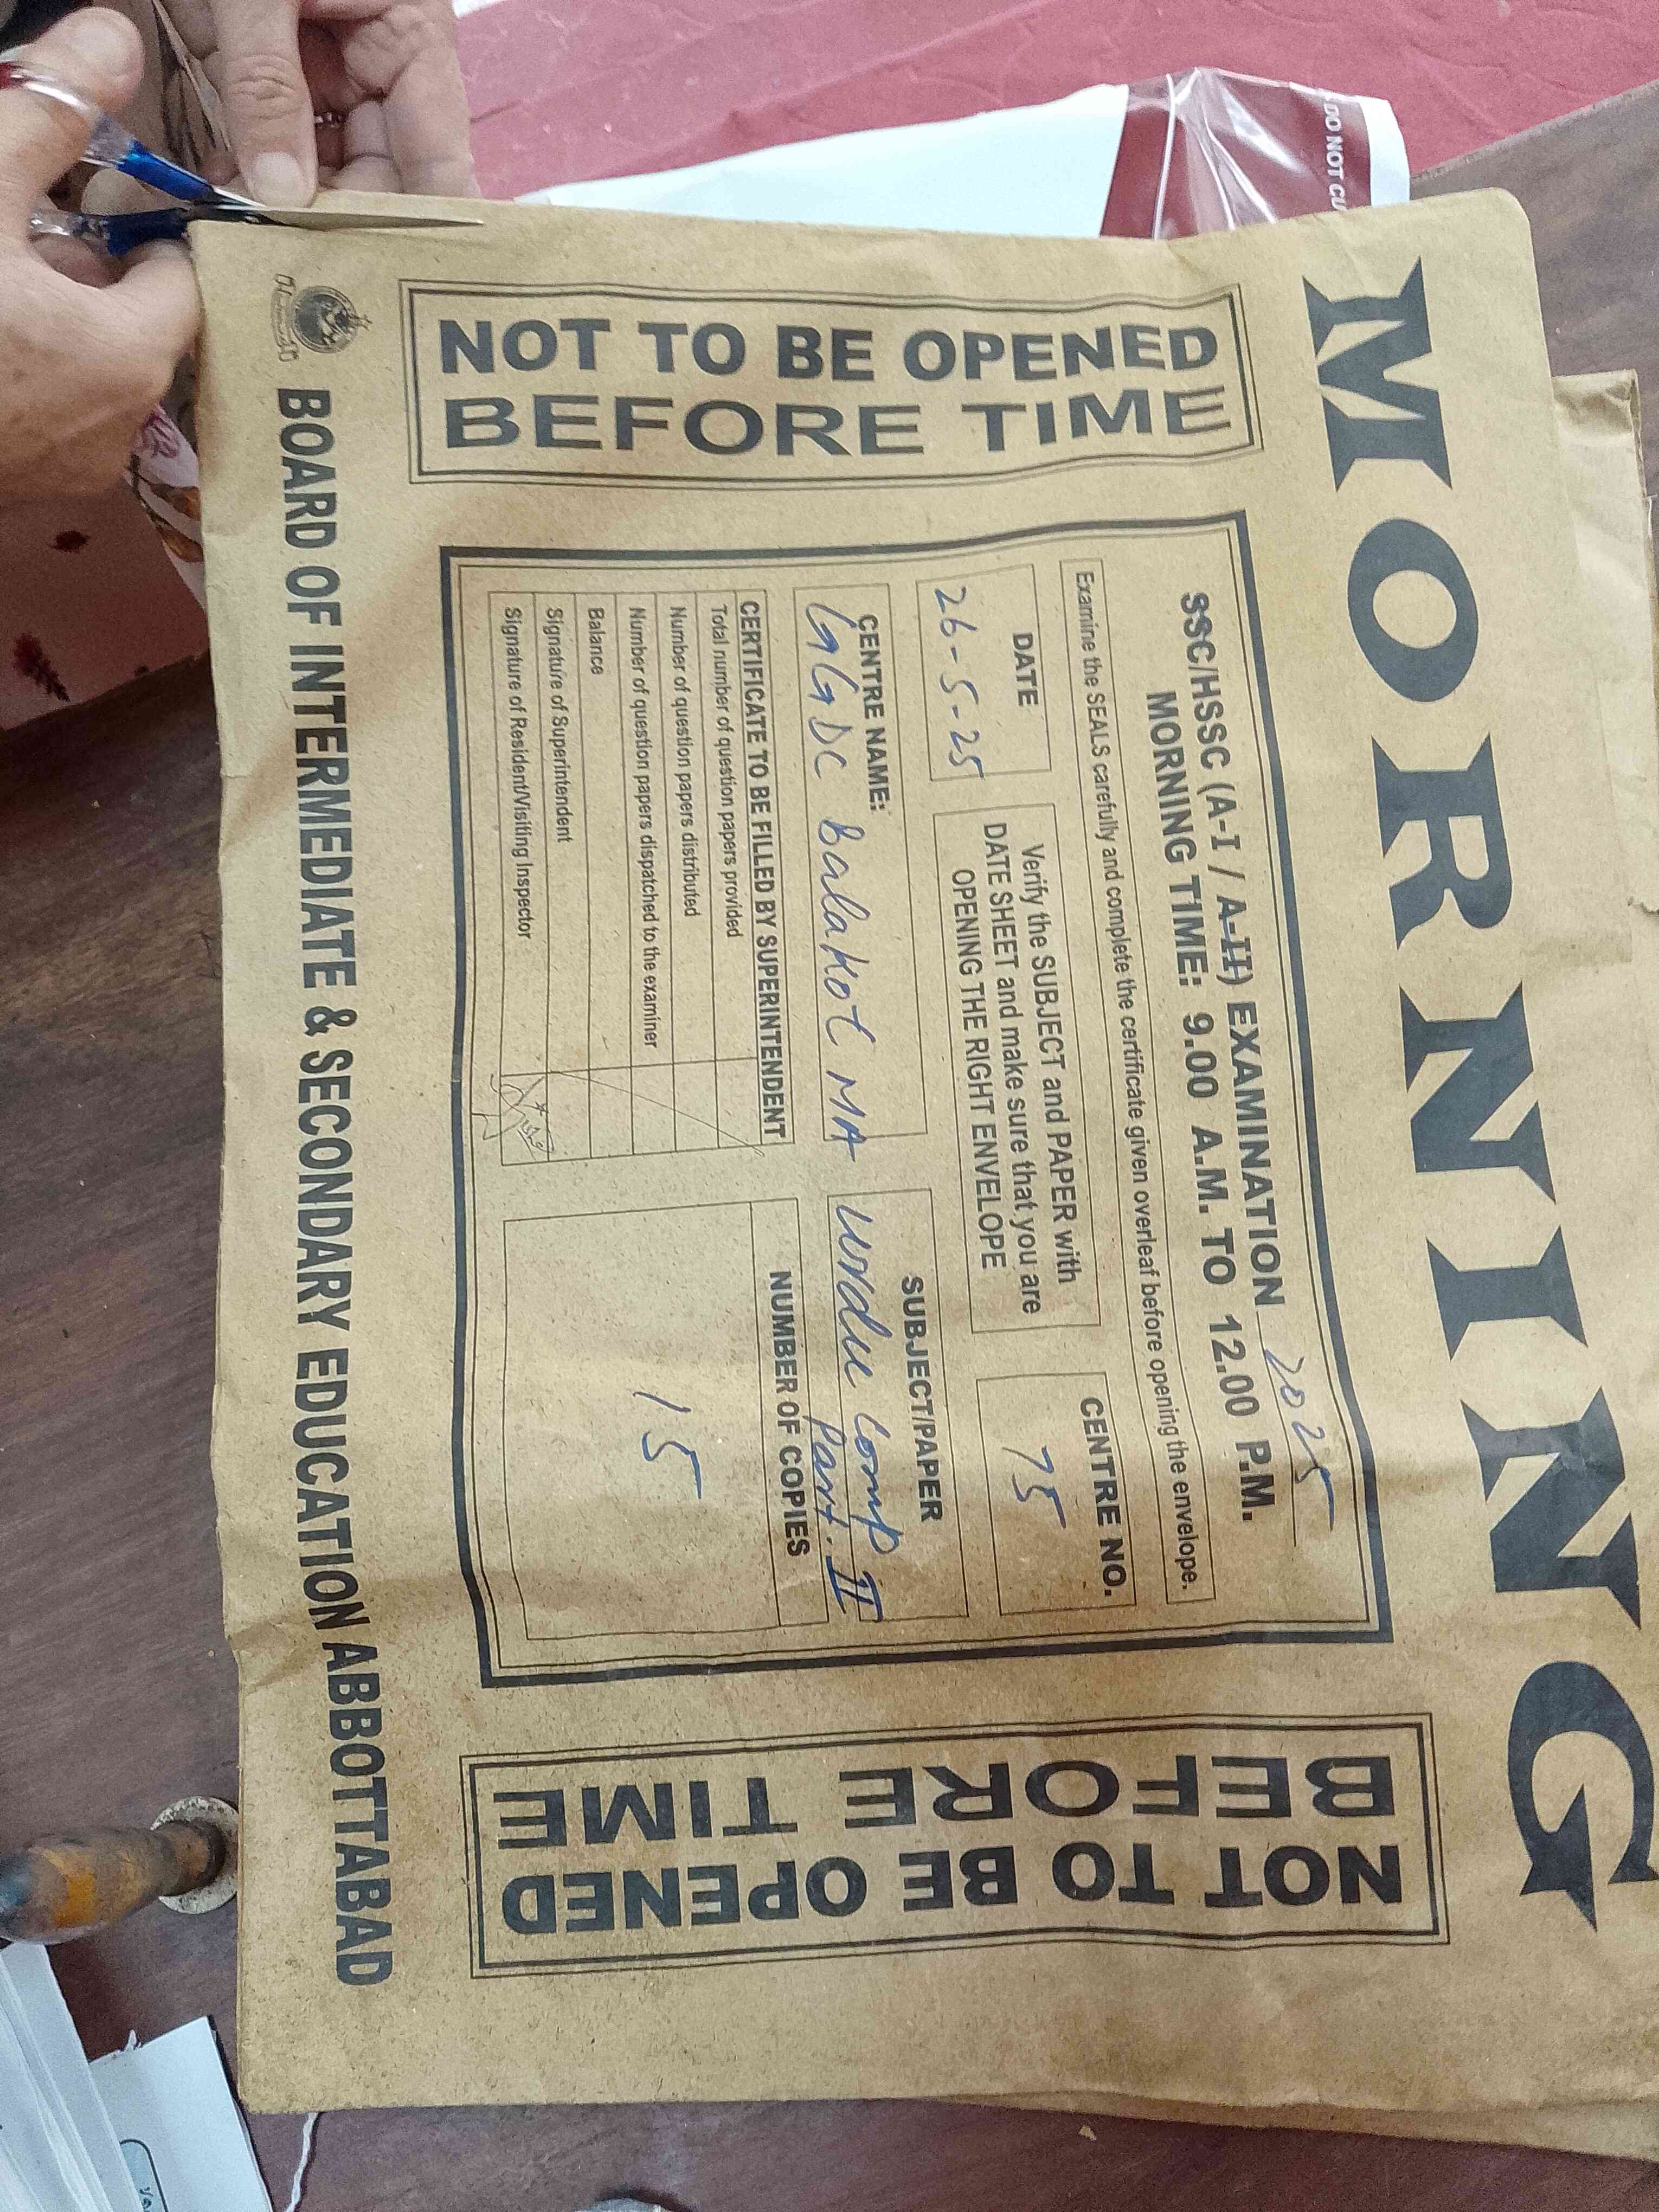 MORNING
NOT TO BE OPENED
BEFORE TIME
SSC/HSSC (A-I / A-II) EXAMINATION 2025
MORNING TIME: 9.00 A.M. TO 12.00 P.M.
Examine the SEALS carefully and complete the certificate given overleaf before opening the envelope.
DATE
26-5-25
Verify the SUBJECT and PAPER with
DATE SHEET and make sure that you are
OPENING THE RIGHT ENVELOPE
CENTRE NO.
75
CENTRE NAME:
GGDC Balakot MA
SUBJECT/PAPER
Urdu Comp
Part. II
CERTIFICATE TO BE FILLED BY SUPERINTENDENT
Total number of question papers provided
Number of question papers distributed
Number of question papers dispatched to the examiner
Balance
Signature of Superintendent
Signature of Resident/Visiting Inspector
NUMBER OF COPIES
15
NOT TO BE OPENED
BEFORE TIME
BOARD OF INTERMEDIATE & SECONDARY EDUCATION ABBOTTABAD
DO NOT